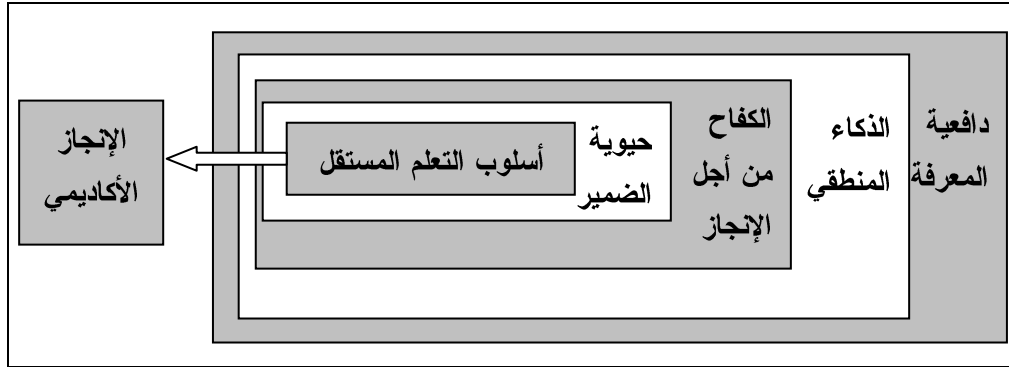 دافعية
المعرفة
الذكاء
المنطقي
الكفاح
من أجل
الإنجاز
حيوية
الضمير
أسلوب التعلم المستقل
الإنجاز
الأكاديمي